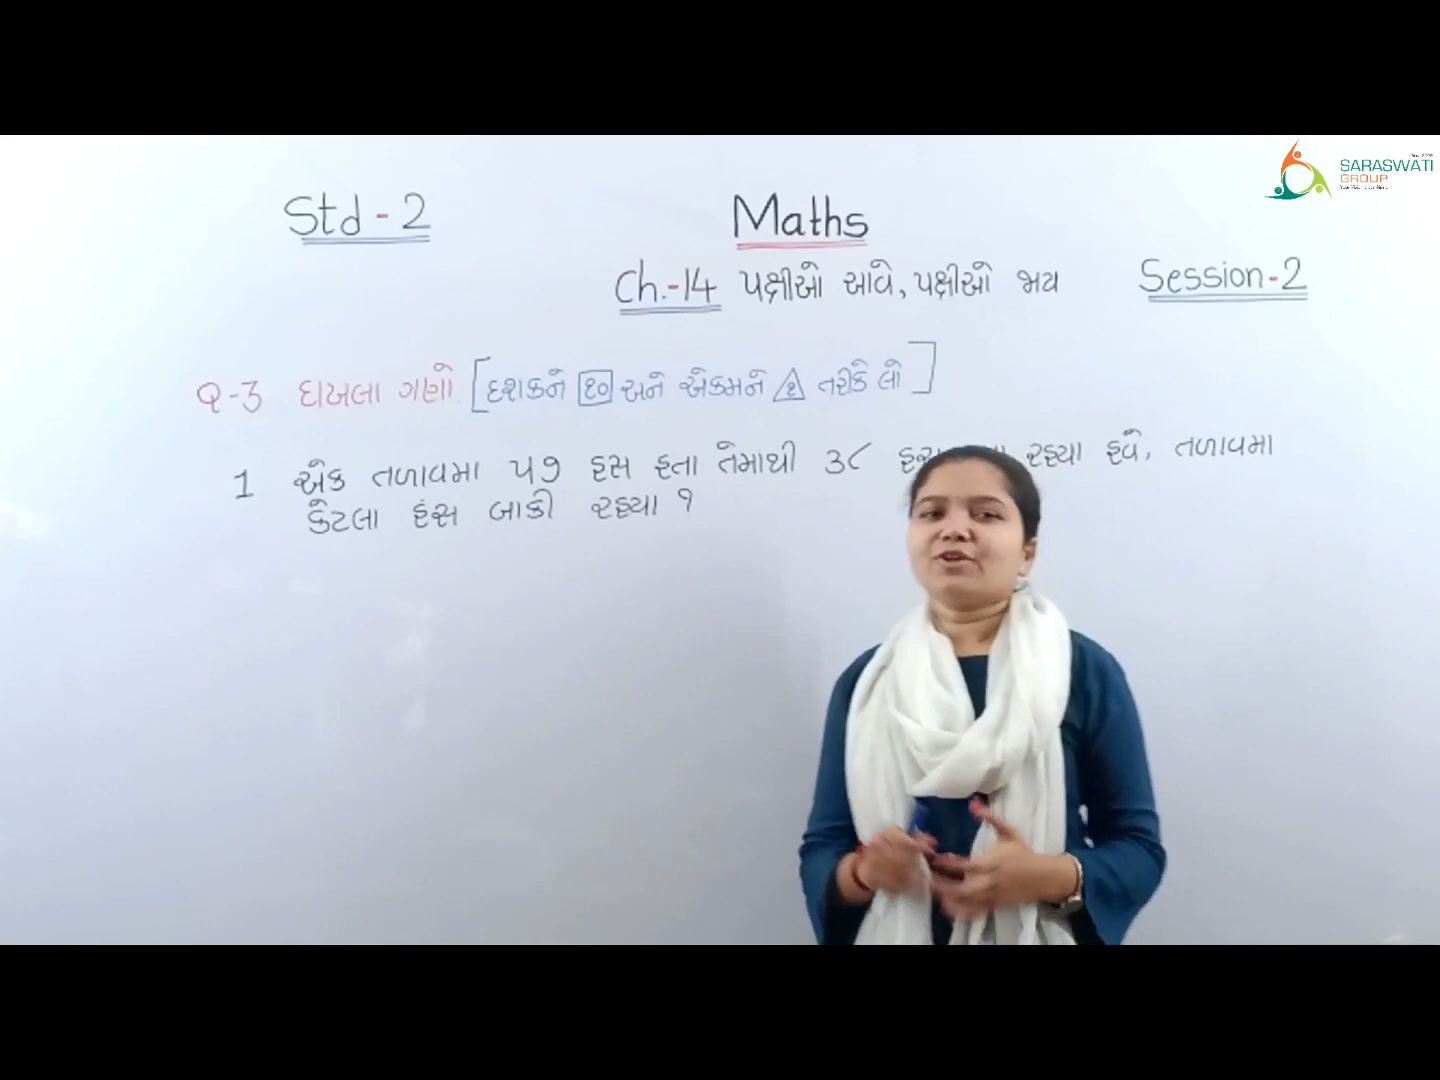 SARASWATI
GROUP
Std-2 Maths
Ch.-14 પક્ષીઓ આવે, પક્ષીઓ જાય Session-2
Q-3 દાખલા ગણો [દશકને ૧૦ અને એકમને ૧ તરીકે લો]
1 એક તળાવમા ૫૭ હંસ હતા તેમાથી ૩૮ રહ્યા હવે, તળાવમા
કેટલા હંસ બાકી રહ્યા ?